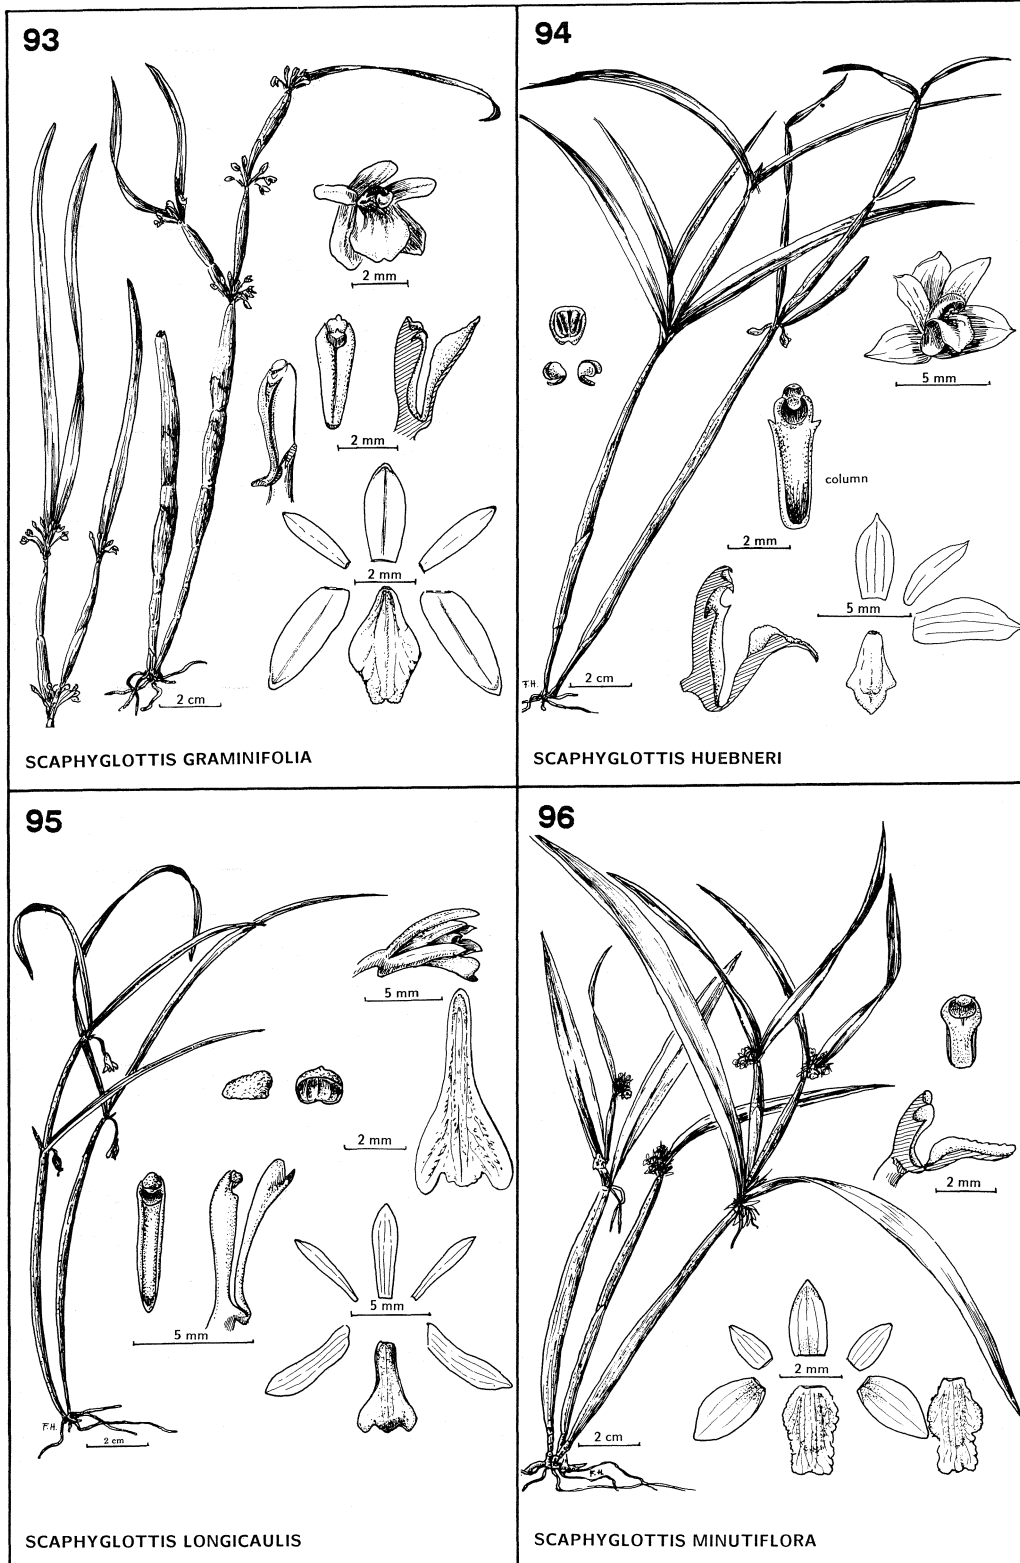 93
2 mm
2 mm
2 mm
2 cm
SCAPHYGLOTTIS GRAMINIFOLIA
94
5 mm
column
2 mm
5 mm
F.H.
2 cm
SCAPHYGLOTTIS HUEBNERI
95
5 mm
2 mm
5 mm
5 mm
F.H.
2 cm
SCAPHYGLOTTIS LONGICAULIS
96
2 mm
2 mm
2 cm
F.H.
SCAPHYGLOTTIS MINUTIFLORA